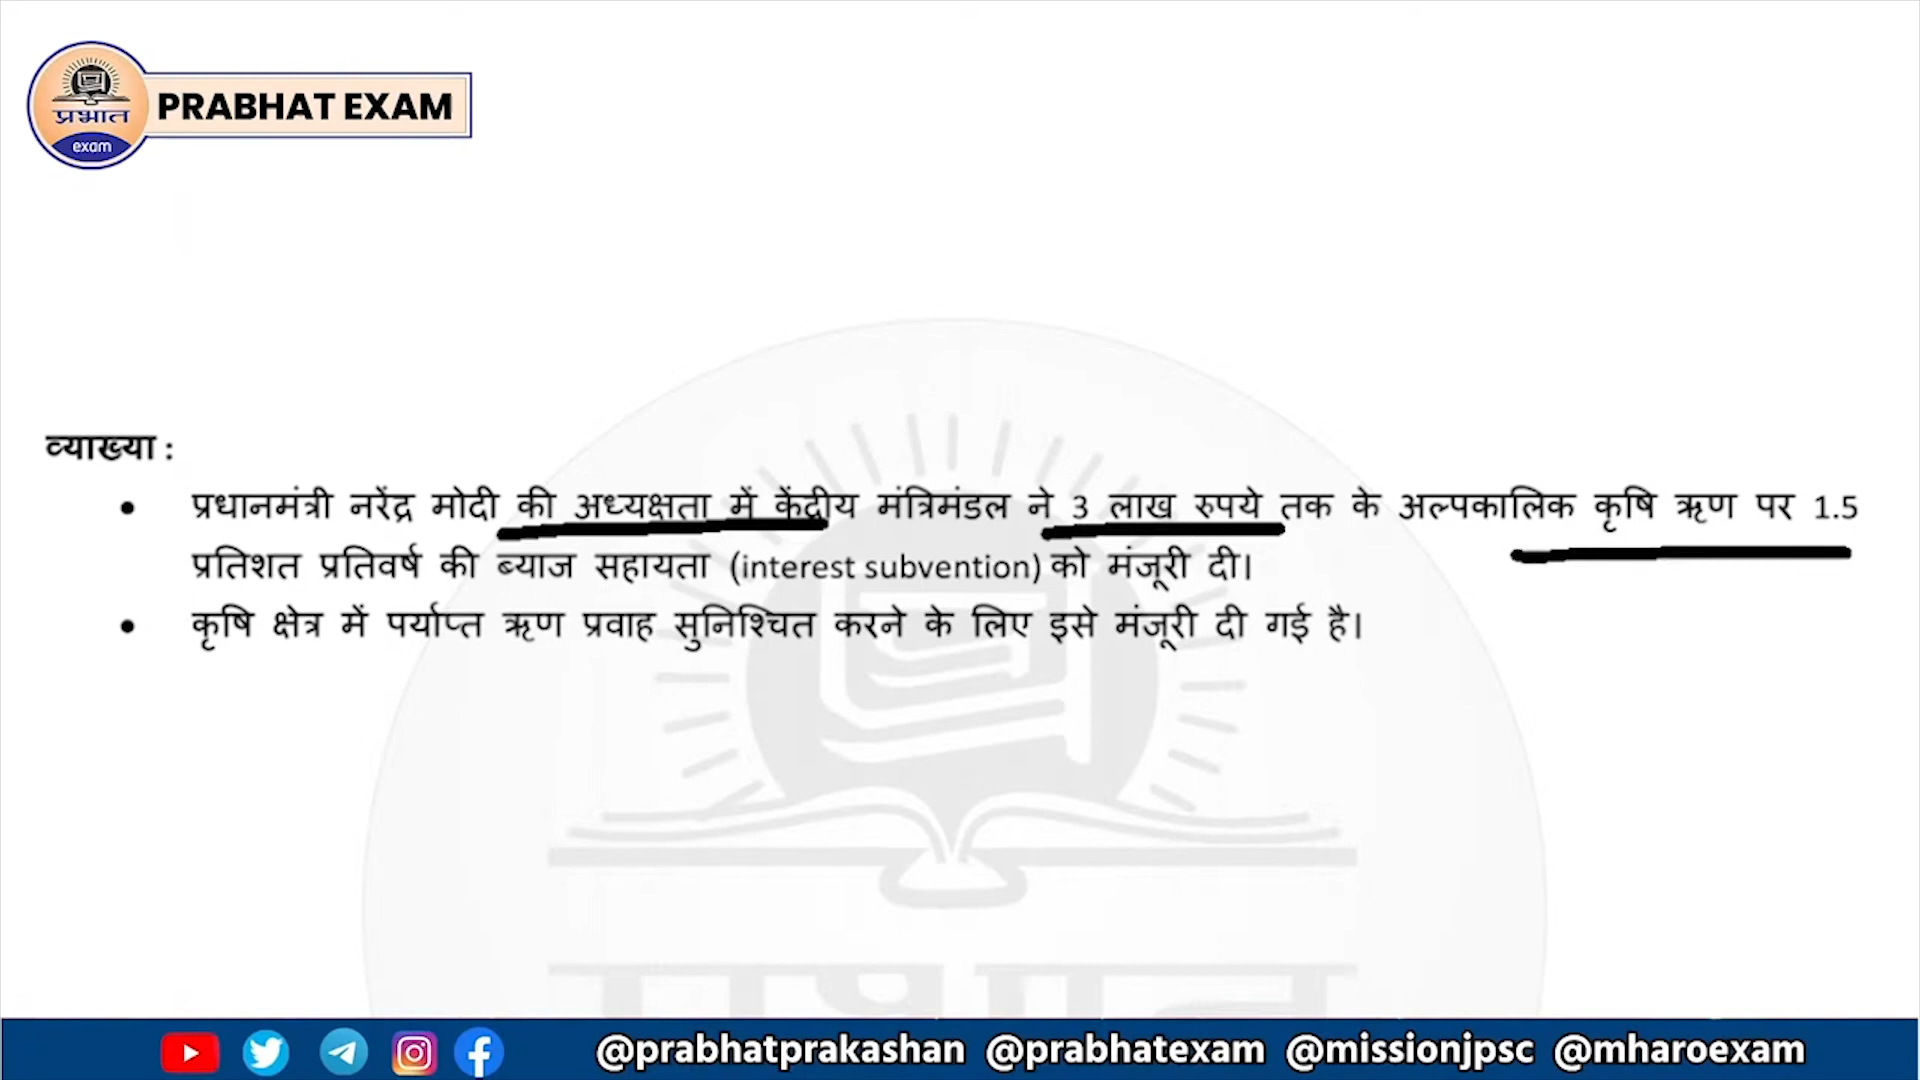 प्रभात
exam
PRABHAT EXAM
व्याख्या :
• प्रधानमंत्री नरेंद्र मोदी की अध्यक्षता में केंद्रीय मंत्रिमंडल ने 3 लाख रुपये तक के अल्पकालिक कृषि ऋण पर 1.5
प्रतिशत प्रतिवर्ष की ब्याज सहायता (interest subvention) को मंजूरी दी।
• कृषि क्षेत्र में पर्याप्त ऋण प्रवाह सुनिश्चित करने के लिए इसे मंजूरी दी गई है।
प्रभात
@prabhatprakashan @prabhatexam @missionjpsc @mharoexam